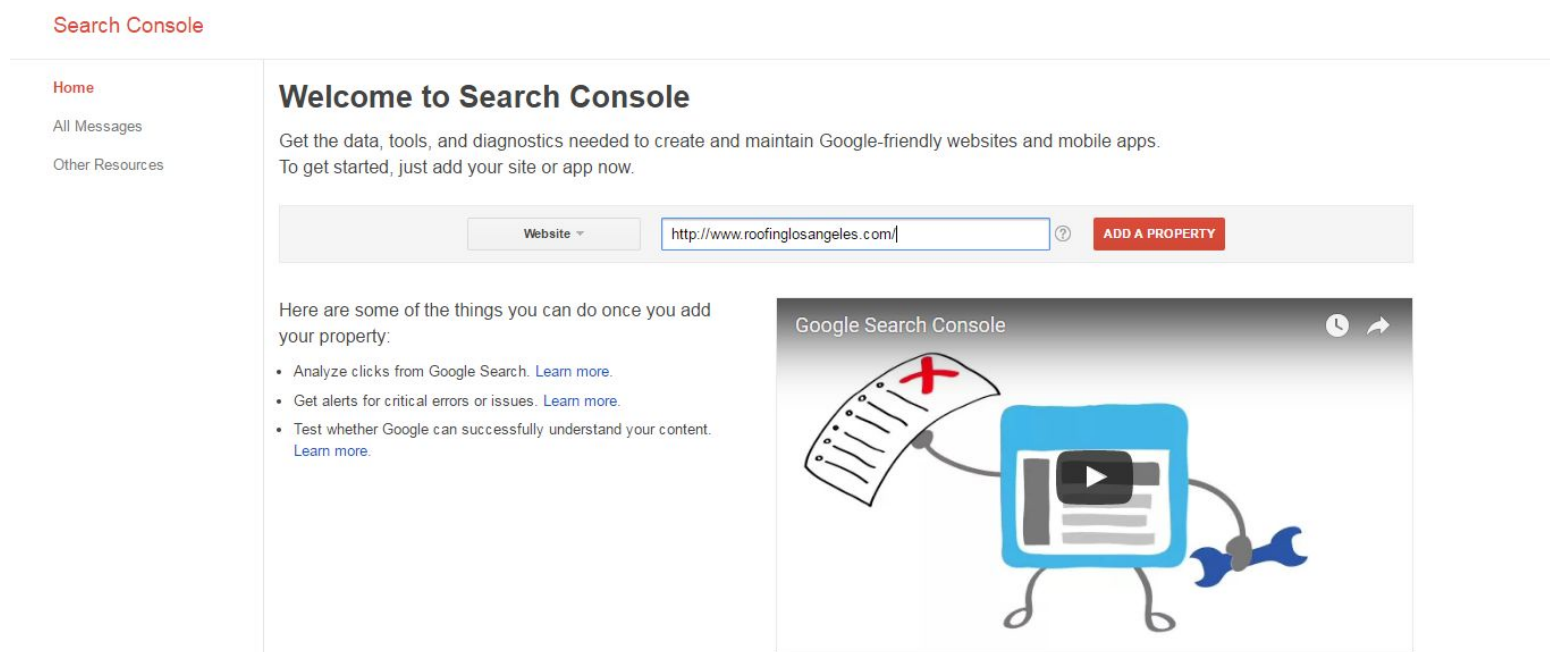 Search Console
Home
All Messages
Other Resources
Welcome to Search Console
Get the data, tools, and diagnostics needed to create and maintain Google-friendly websites and mobile apps.
To get started, just add your site or app now.
Website
http://www.roofinglosangeles.com/
?
ADD A PROPERTY
Here are some of the things you can do once you add
your property:
• Analyze clicks from Google Search. Learn more.
• Get alerts for critical errors or issues. Learn more.
• Test whether Google can successfully understand your content.
Learn more.
Google Search Console